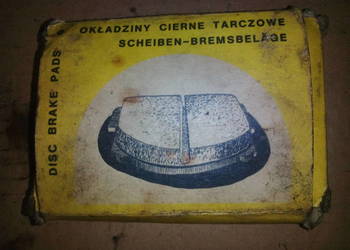 OKŁADZINY CIERNE TARCZOWE
SCHEIBEN-BREMSBELÄGE
DISC BRAKE PADS